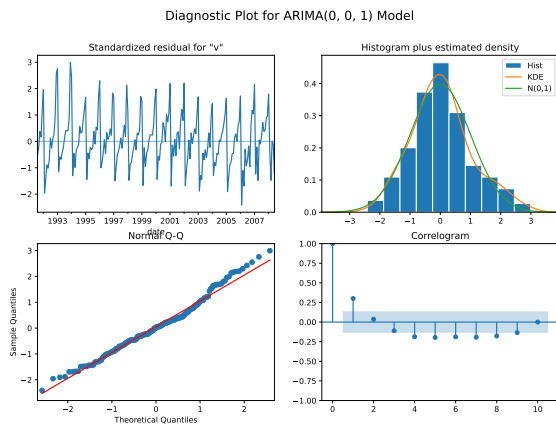 Diagnostic Plot for ARIMA(0, 0, 1) Model
Standardized residual for "v"
3
2
1
0
−1
−2
1993 1995 1997 1999 2001 2003 2005 2007
date
Histogram plus estimated density
Hist
KDE
N(0,1)
0.4
0.3
0.2
0.1
0.0
−3 −2 −1 0 1 2 3
Normal Q-Q
Sample Quantiles
3
2
1
0
−1
−2
−2 −1 0 1 2
Theoretical Quantiles
Correlogram
1.00
0.75
0.50
0.25
0.00
−0.25
−0.50
−0.75
−1.00
0 2 4 6 8 10